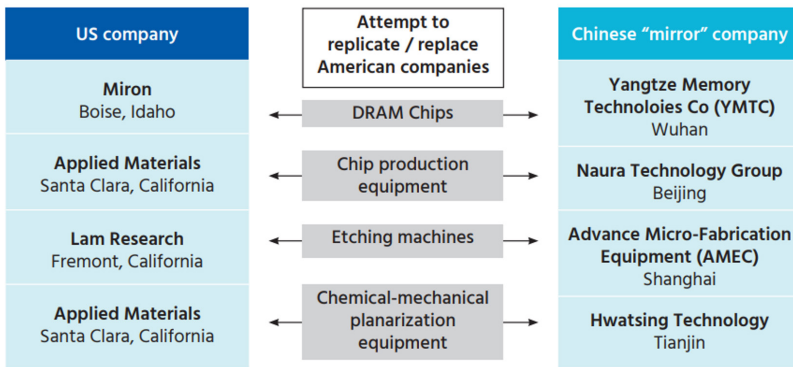 US company
Attempt to
replicate / replace
American companies
Chinese “mirror” company
Miron
Boise, Idaho
DRAM Chips
Yangtze Memory
Technoloies Co (YMTC)
Wuhan
Applied Materials
Santa Clara, California
Chip production
equipment
Naura Technology Group
Beijing
Lam Research
Fremont, California
Etching machines
Advance Micro-Fabrication
Equipment (AMEC)
Shanghai
Applied Materials
Santa Clara, California
Chemical-mechanical
planarization
equipment
Hwatsing Technology
Tianjin